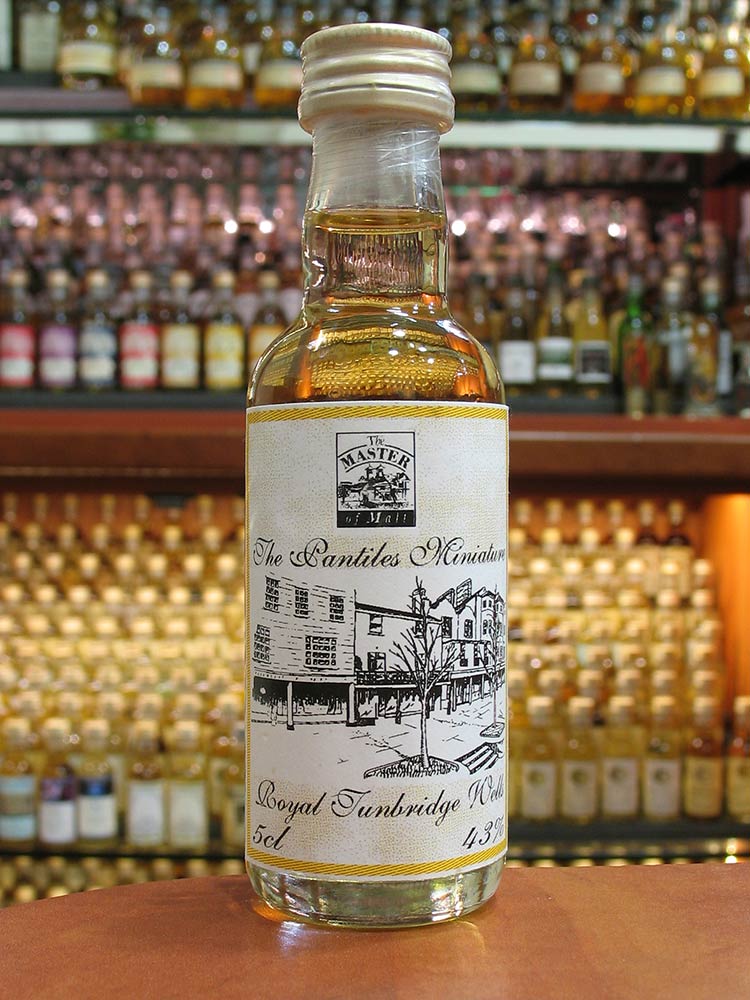 The
MASTER
of Malt
The Pantiles Miniature
Royal Tunbridge Wells
5cl 43%